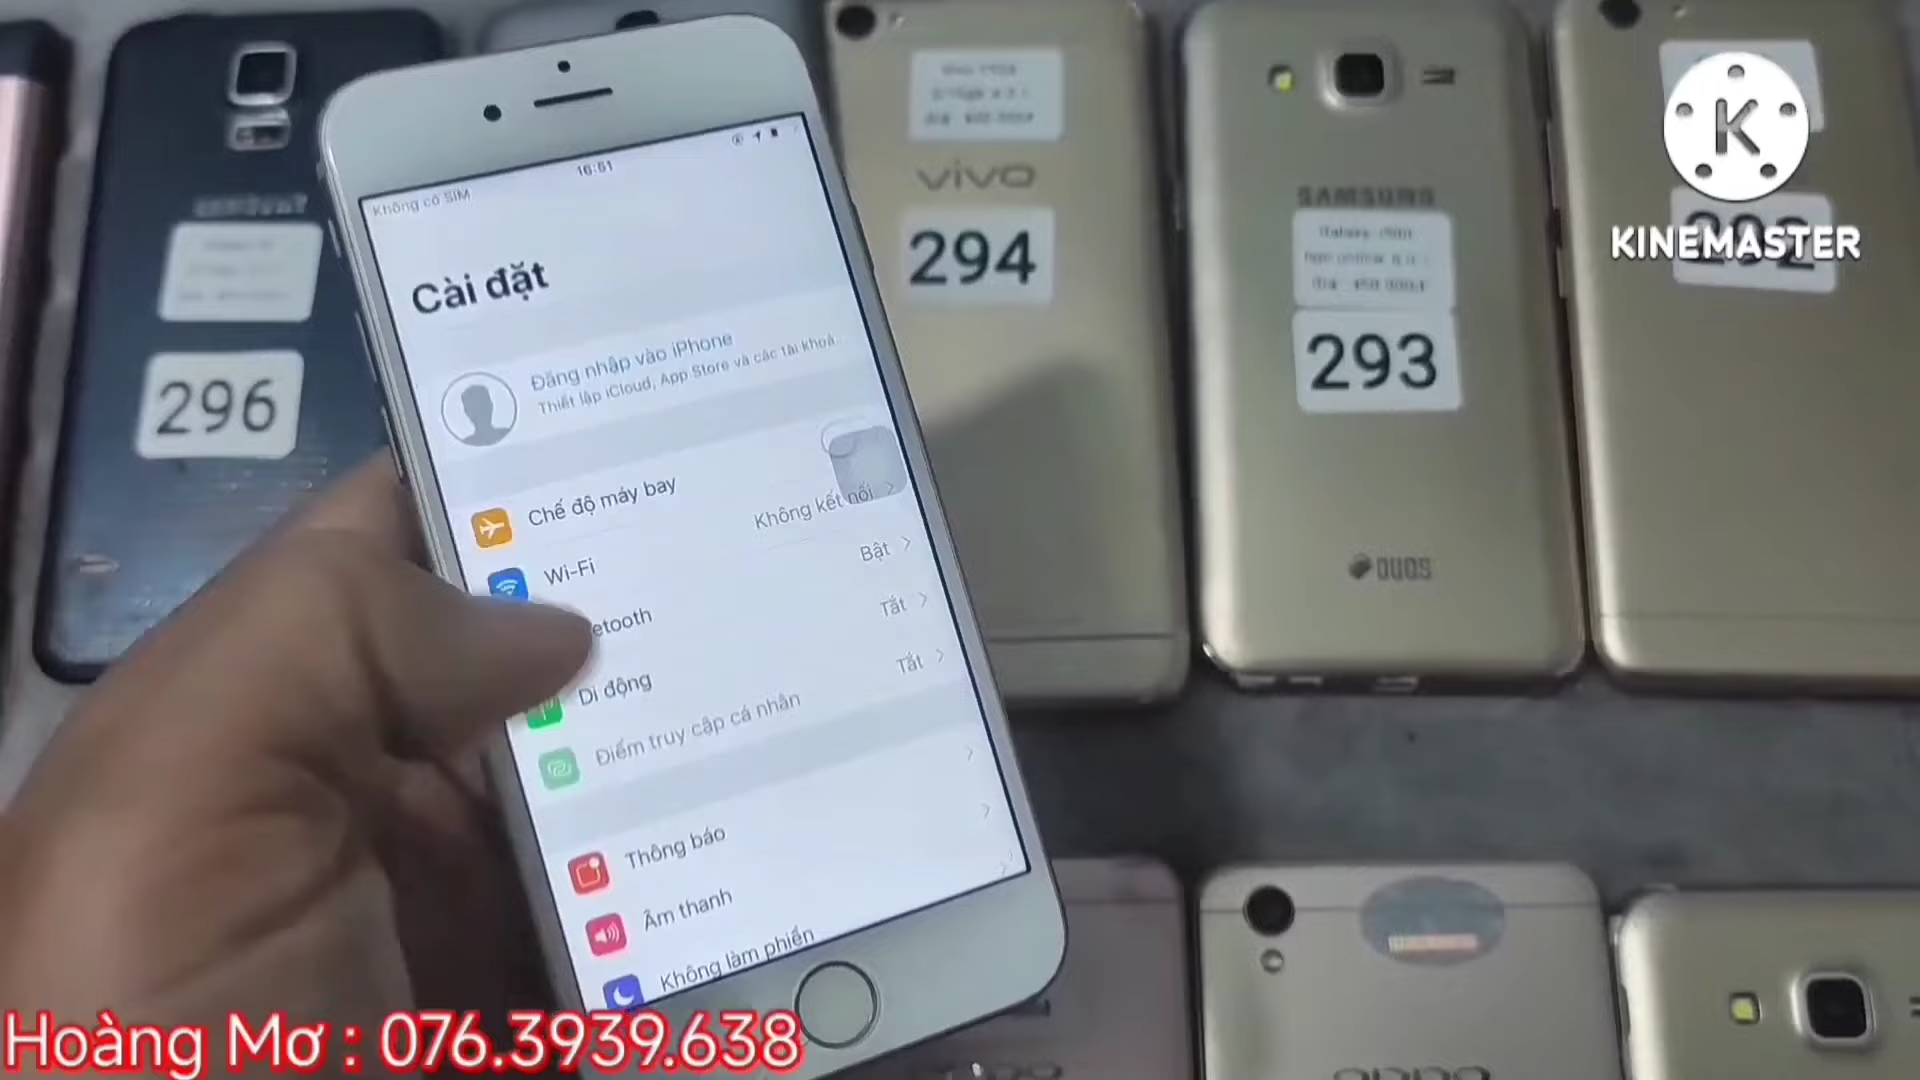 16:51
Không có SIM
Cài đặt
Đăng nhập vào iPhone
Thiết lập iCloud, App Store và các tài khoả...
Chế độ máy bay
Wi-Fi
Không kết nối
etooth
Bật
Di động
Tắt
Điểm truy cập cá nhân
Tắt
Thông báo
Âm thanh
Không làm phiền
296
vivo
294
SAMSUNG
293
DUOS
K
KINEMASTER
292
oppo
Hoàng Mơ : 076.3939.638